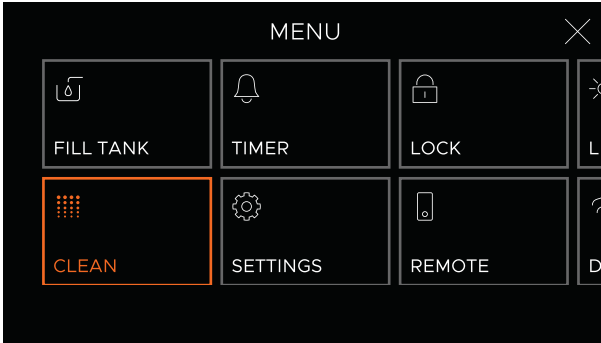 MENU
FILL TANK
TIMER
LOCK
L
CLEAN
SETTINGS
REMOTE
D